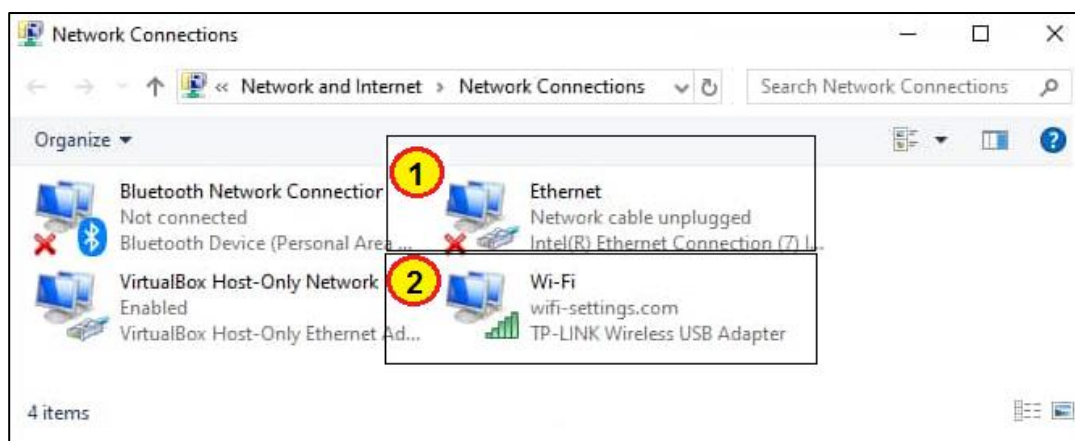 Network Connections
« Network and Internet › Network Connections
Search Network Connections
Organize
1
Bluetooth Network Connection
Not connected
Bluetooth Device (Personal Area ...
Ethernet
Network cable unplugged
Intel(R) Ethernet Connection (7) I...
VirtualBox Host-Only Network
Enabled
VirtualBox Host-Only Ethernet Ad...
2
Wi-Fi
wifi-settings.com
TP-LINK Wireless USB Adapter
4 items